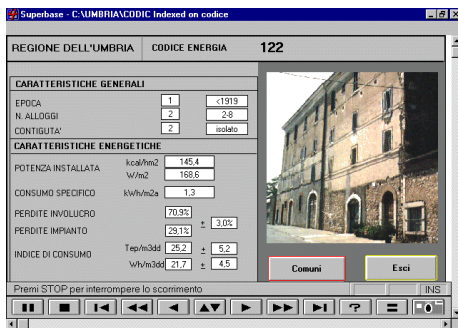 Superbase - C:\UMBRIA\CODIC Indexed on codice
REGIONE DELL'UMBRIA CODICE ENERGIA 122
CARATTERISTICHE GENERALI
EPOCA 1 <1919
N. ALLOGGI 2 2-8
CONTIGUTA' 2 isolato
CARATTERISTICHE ENERGETICHE
POTENZA INSTALLATA kcal/hm2 145,4
W/m2 168,6
CONSUMO SPECIFICO kWh/m2a 1,3
PERDITE INVOLUCRO 70,9%
± 3,0%
PERDITE IMPIANTO 29,1%
INDICE DI CONSUMO Tep/m3dd 25,2 ± 5,2
Wh/m3dd 21,7 ± 4,5
Comuni Esci
Premi STOP per interrompere lo scorrimento INS